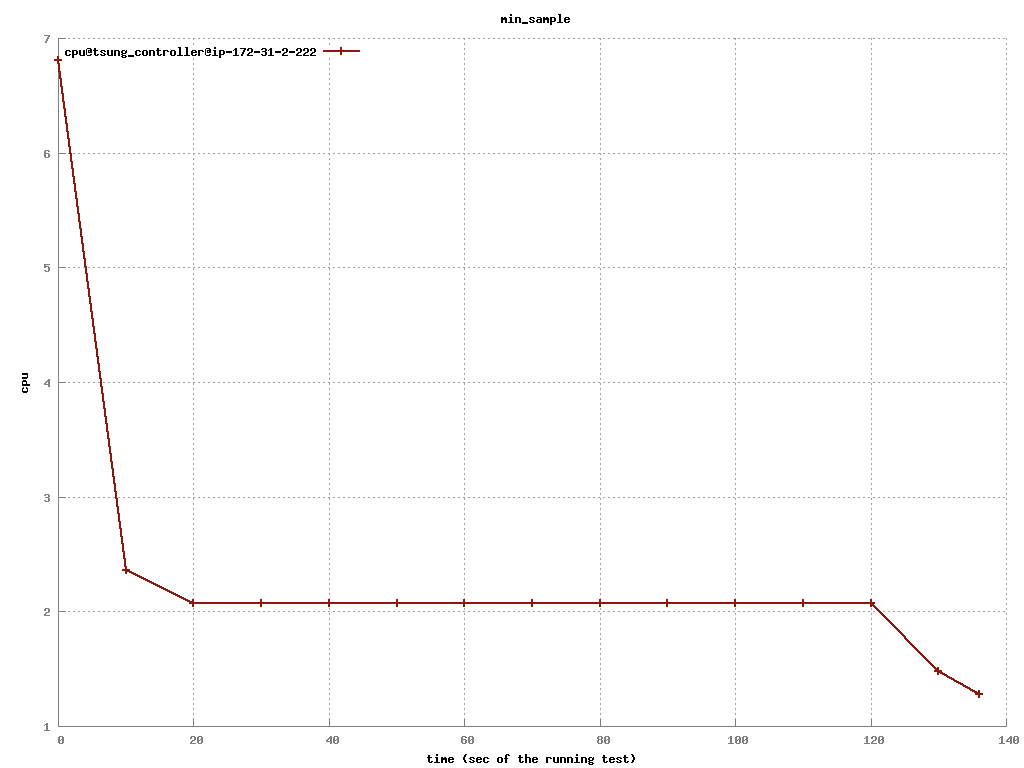 min_sample
cpu@tsung_controller@ip-172-31-2-222
7
6
5
4
3
2
1
cpu
0 20 40 60 80 100 120 140
time (sec of the running test)